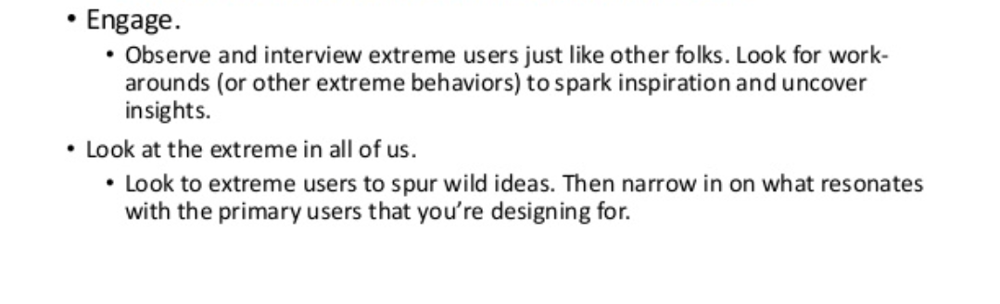 • Engage.
• Observe and interview extreme users just like other folks. Look for work-
arounds (or other extreme behaviors) to spark inspiration and uncover
insights.
• Look at the extreme in all of us.
• Look to extreme users to spur wild ideas. Then narrow in on what resonates
with the primary users that you’re designing for.